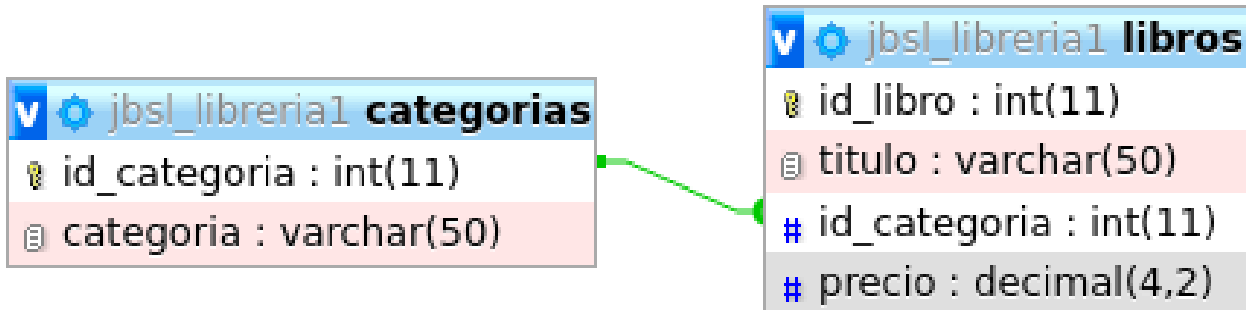 v jbsl_libreria1 categorias
id_categoria : int(11)
categoria : varchar(50)
v jbsl_libreria1 libros
id_libro : int(11)
titulo : varchar(50)
# id_categoria : int(11)
# precio : decimal(4,2)